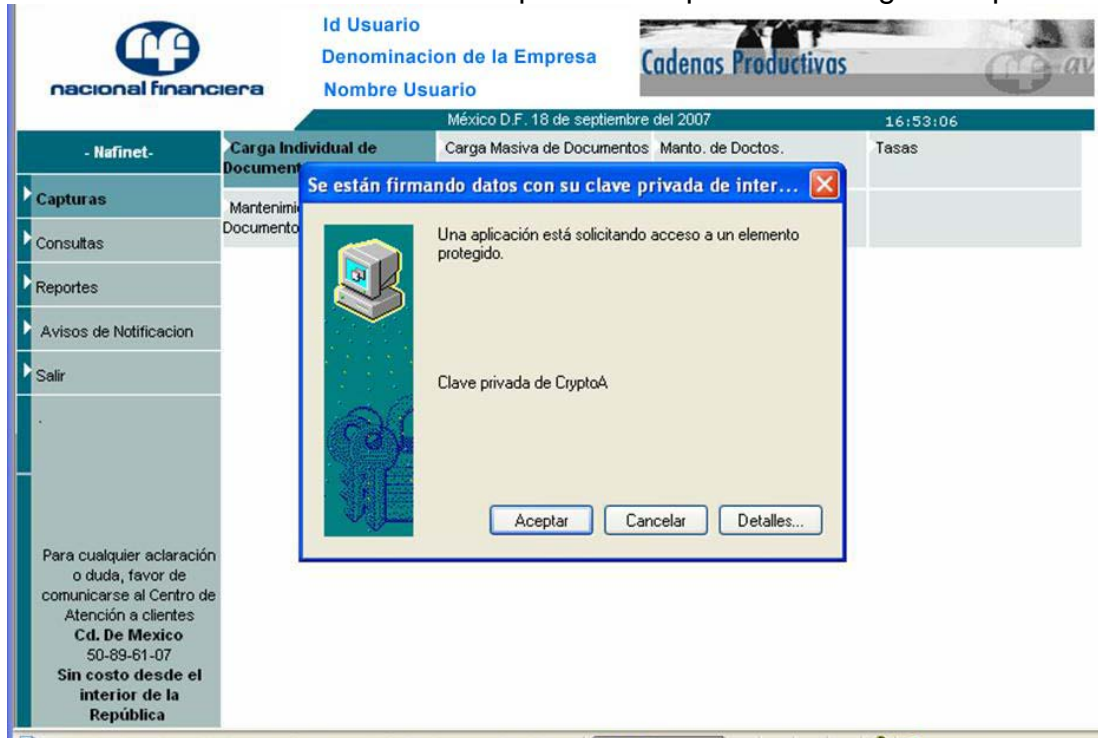 Id Usuario
Denominacion de la Empresa
Nombre Usuario
nacional financiera
Cadenas Productivas
México D.F. 18 de septiembre del 2007
16:53:06
- Nafinet-
Carga Individual de
Carga Masiva de Documentos
Manto. de Doctos.
Tasas
Capturas
Consultas
Reportes
Avisos de Notificacion
Salir
Se están firmando datos con su clave privada de inter...
Una aplicación está solicitando acceso a un elemento
protegido.
Clave privada de CryptoA
Aceptar
Cancelar
Detalles...
Para cualquier aclaración
o duda, favor de
comunicarse al Centro de
Atención a clientes
Cd. De Mexico
50-89-61-07
Sin costo desde el
interior de la
República